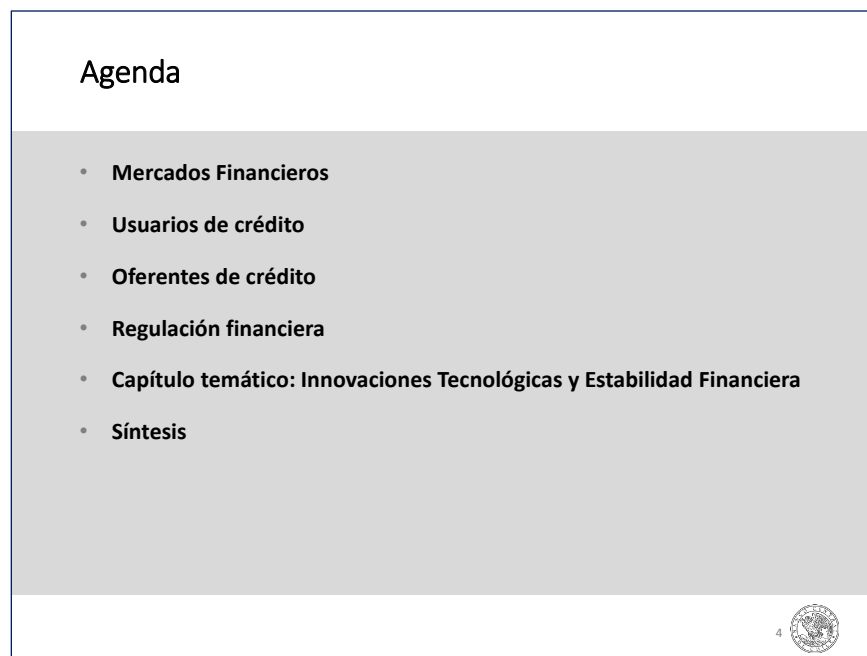 Agenda
• Mercados Financieros
• Usuarios de crédito
• Oferentes de crédito
• Regulación financiera
• Capítulo temático: Innovaciones Tecnológicas y Estabilidad Financiera
• Síntesis
4